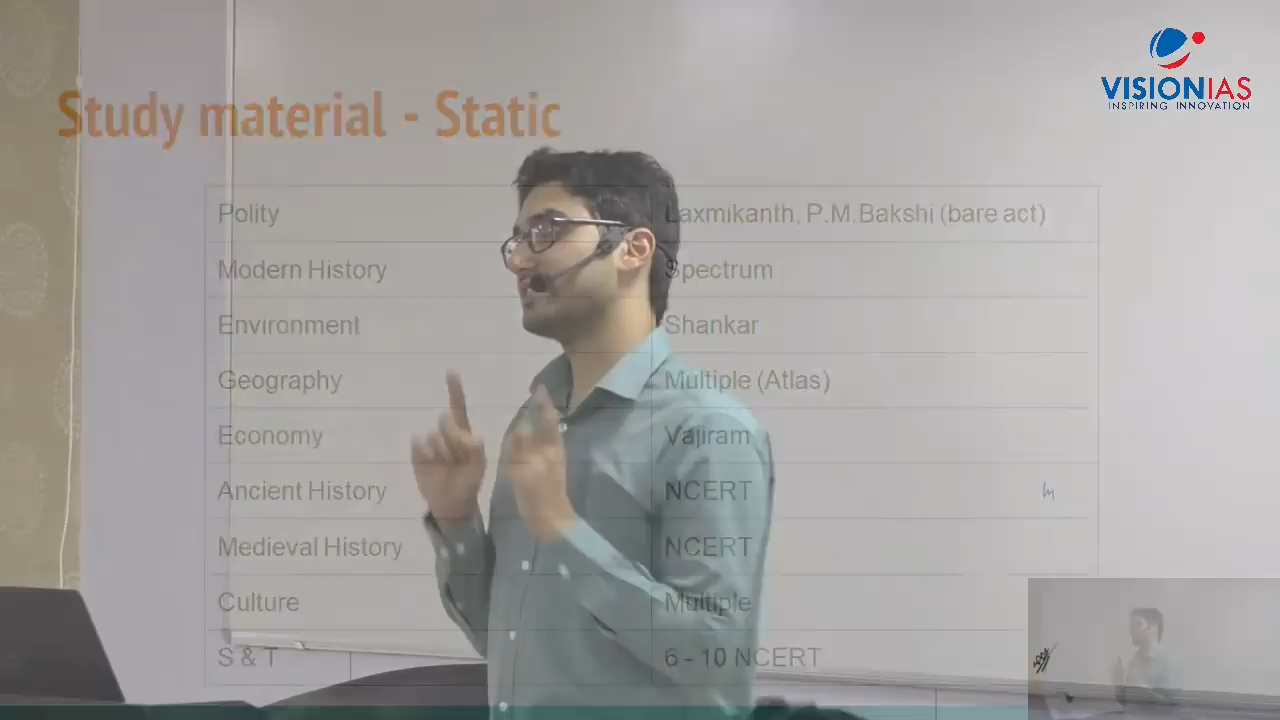 VISIONIAS
INSPIRING INNOVATION
Study material - Static
Polity Laxmikanth, P.M.Bakshi (bare act)
Modern History Spectrum
Environment Shankar
Geography Multiple (Atlas)
Economy Vajiram
Ancient History NCERT
Medieval History NCERT
Culture Multiple
S & T 6 - 10 NCERT